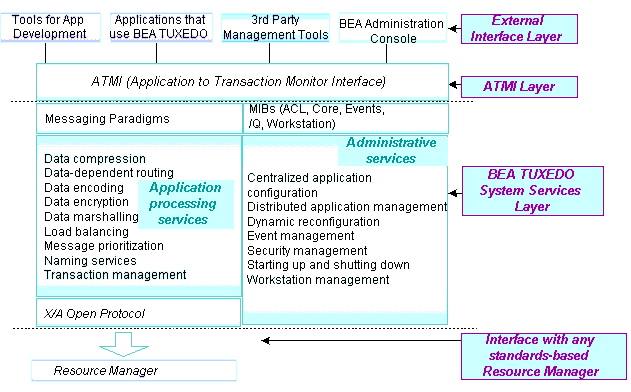 Tools for App
Development
Applications that
use BEA TUXEDO
3rd Party
Management Tools
BEA Administration
Console
External
Interface Layer
ATMI (Application to Transaction Monitor Interface)
ATMI Layer
Messaging Paradigms
MIBs (ACL, Core, Events,
/Q, Workstation)
Administrative
services
Data compression
Data-dependent routing
Data encoding
Data encryption
Data marshalling
Load balancing
Message prioritization
Naming services
Transaction management
Application
processing
services
Centralized application
configuration
Distributed application management
Dynamic reconfiguration
Event management
Security management
Starting up and shutting down
Workstation management
BEA TUXEDO
System Services
Layer
X/A Open Protocol
Resource Manager
Interface with any
standards-based
Resource Manager